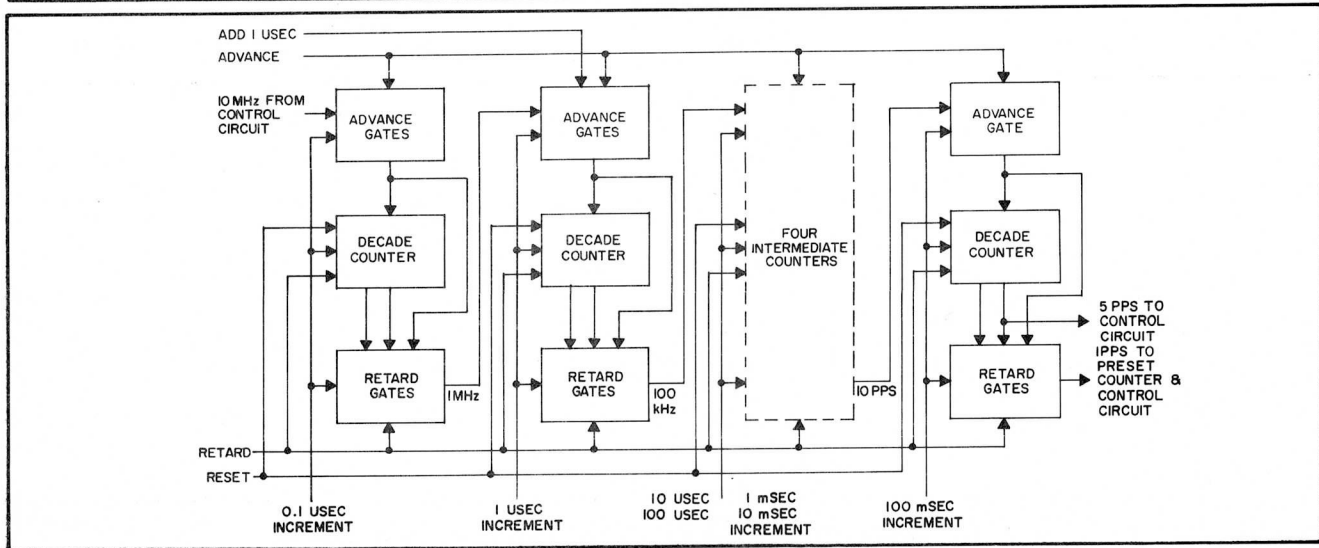 ADD 1 USEC
ADVANCE
10 MHz FROM
CONTROL
CIRCUIT
ADVANCE
GATES
ADVANCE
GATES
ADVANCE
GATE
DECADE
COUNTER
DECADE
COUNTER
FOUR
INTERMEDIATE
COUNTERS
DECADE
COUNTER
RETARD
GATES
1 MHz
RETARD
GATES
100
kHz
10 PPS
RETARD
GATES
5 PPS TO
CONTROL
CIRCUIT
1PPS TO
PRESET
COUNTER &
CONTROL
CIRCUIT
RETARD
RESET
0.1 USEC
INCREMENT
1 USEC
INCREMENT
10 USEC 1 mSEC
100 USEC 10 mSEC
INCREMENT
100 mSEC
INCREMENT